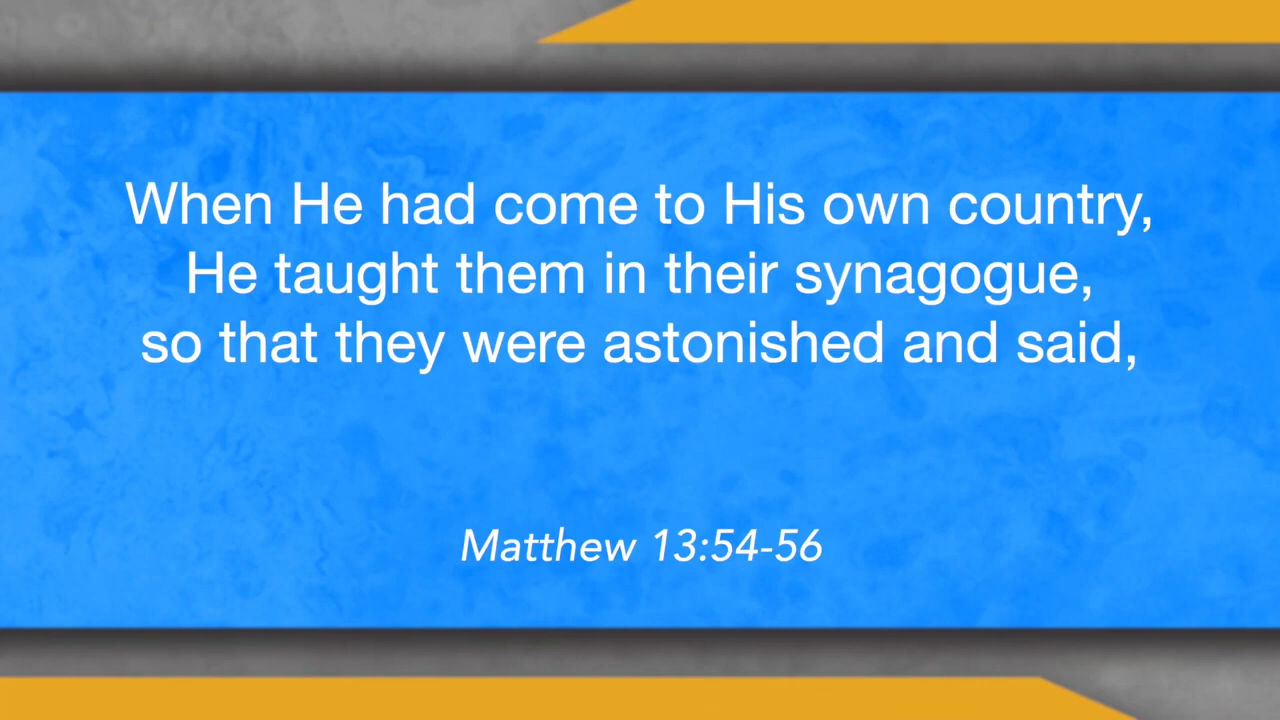 When He had come to His own country,
He taught them in their synagogue,
so that they were astonished and said,
Matthew 13:54-56